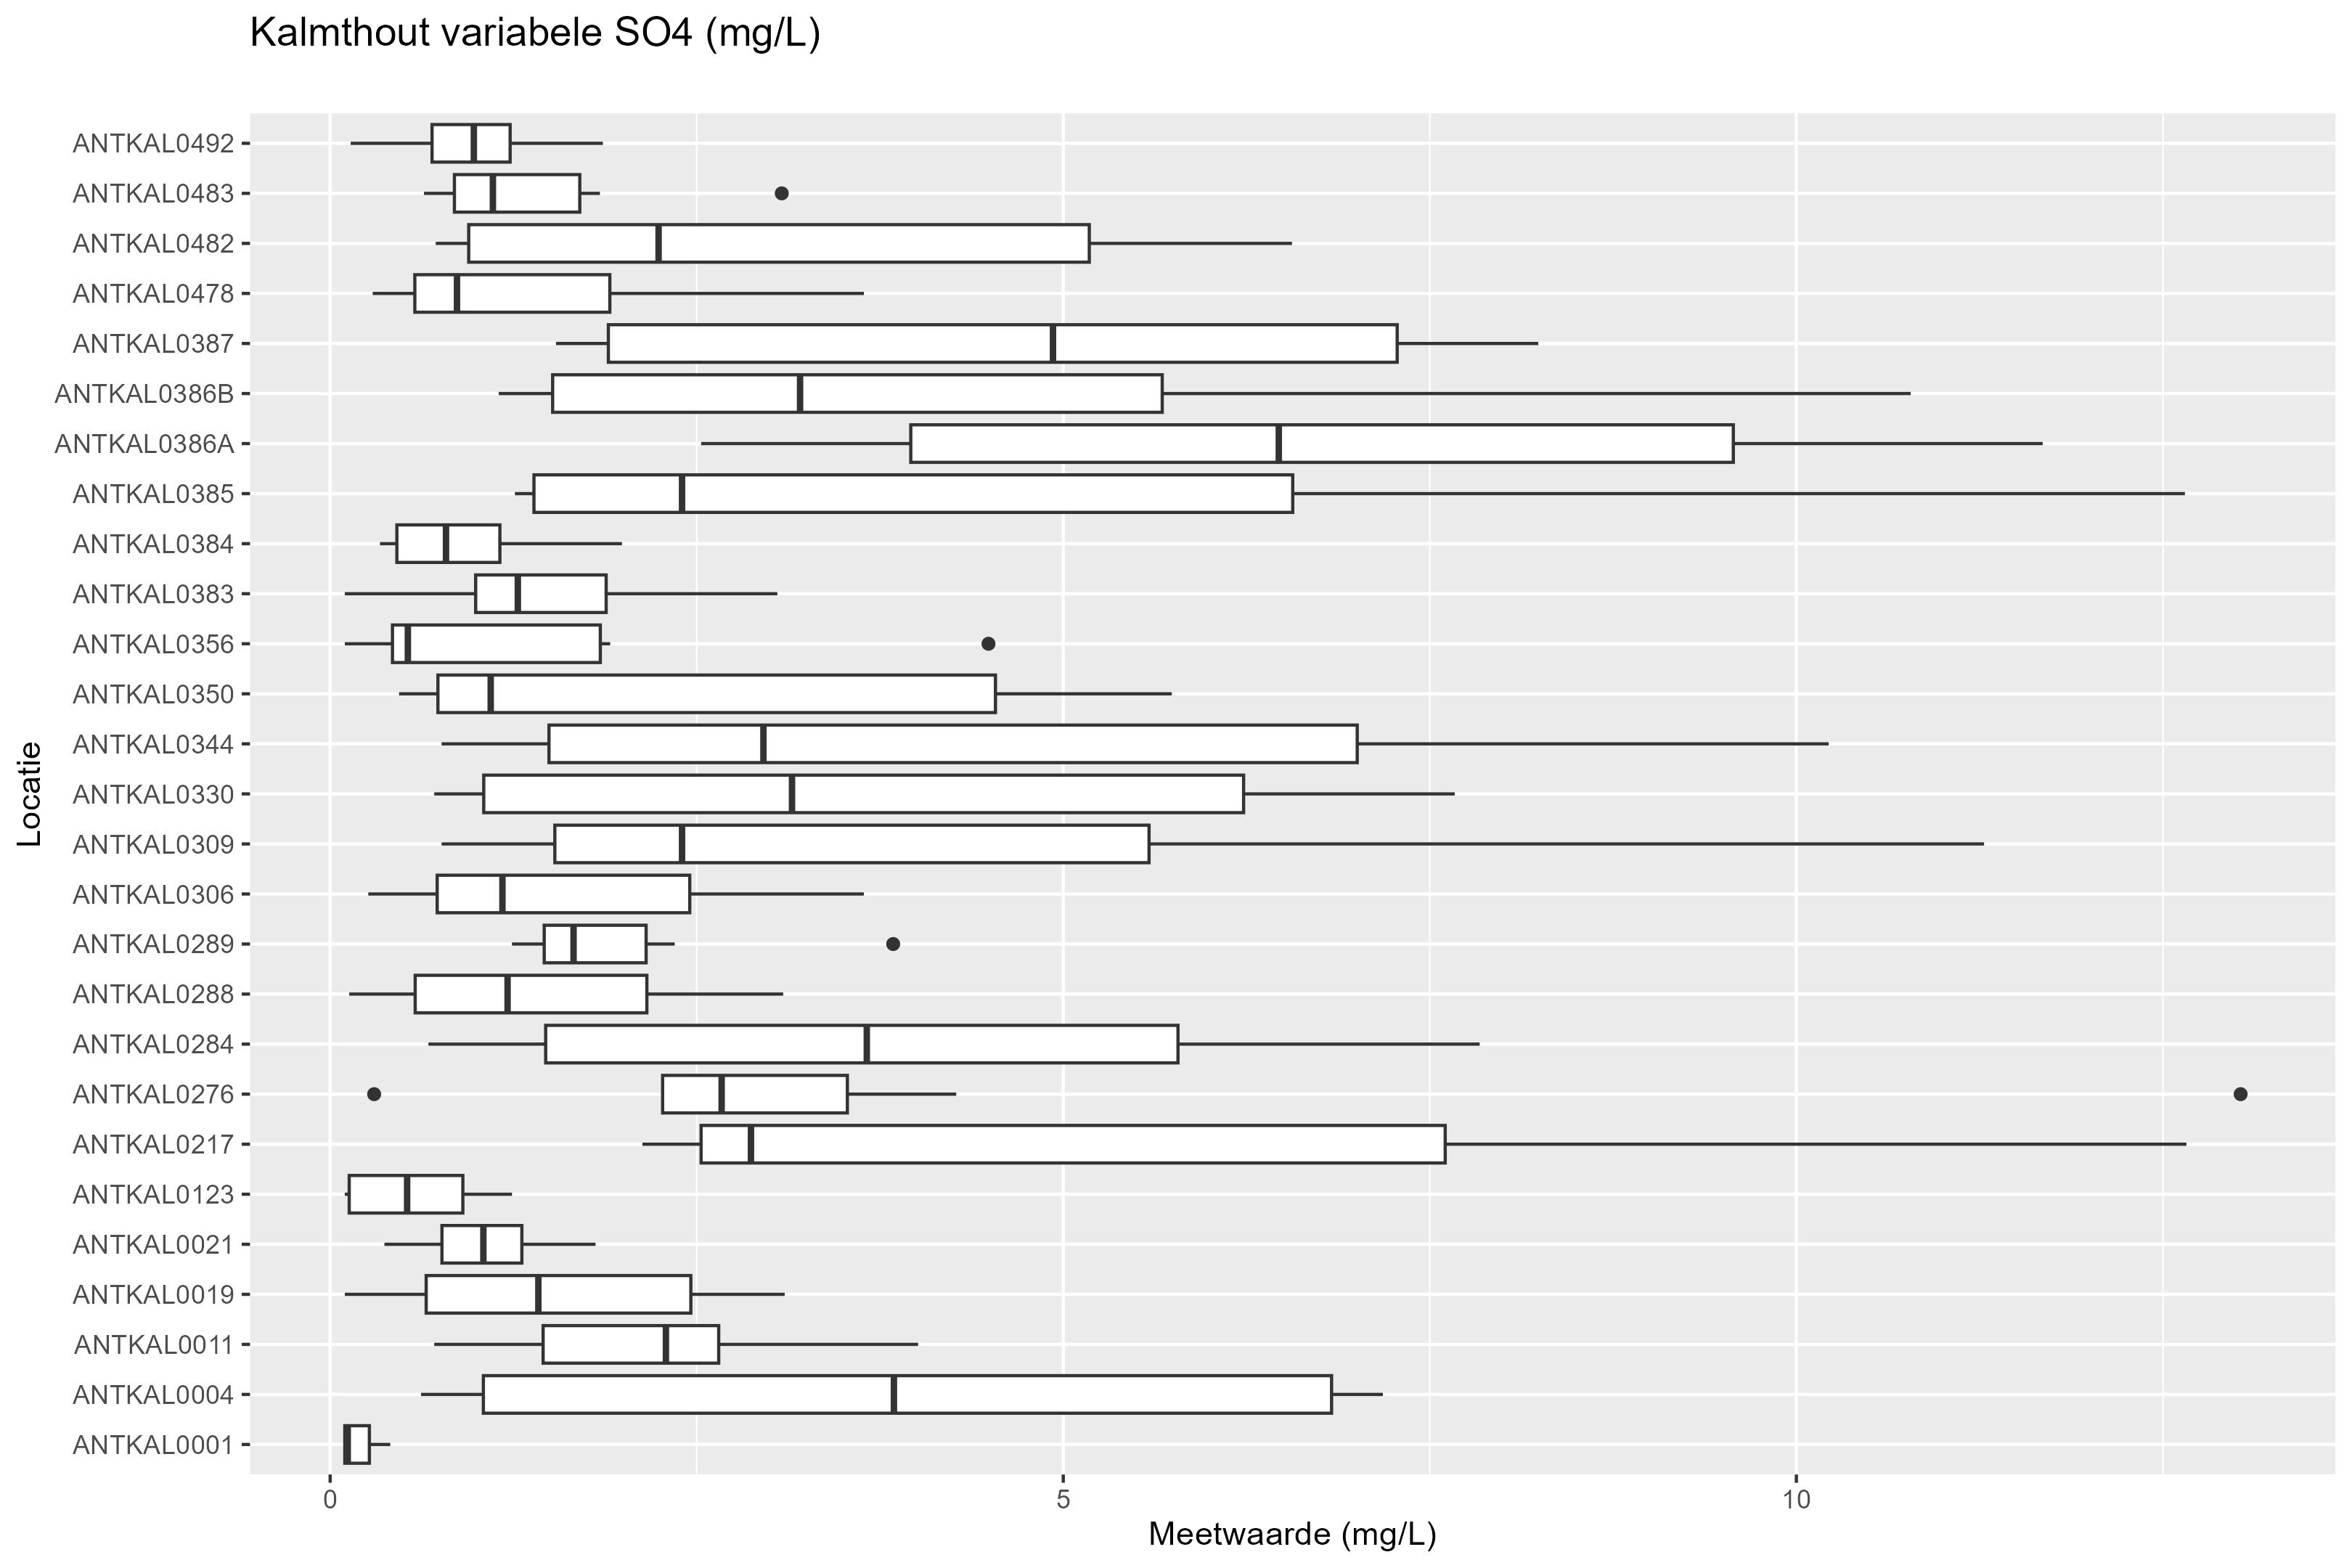 Kalmthout variabele SO4 (mg/L)
ANTKAL0492
ANTKAL0483
ANTKAL0482
ANTKAL0478
ANTKAL0387
ANTKAL0386B
ANTKAL0386A
ANTKAL0385
ANTKAL0384
ANTKAL0383
ANTKAL0356
ANTKAL0350
ANTKAL0344
ANTKAL0330
ANTKAL0309
ANTKAL0306
ANTKAL0289
ANTKAL0288
ANTKAL0284
ANTKAL0276
ANTKAL0217
ANTKAL0123
ANTKAL0021
ANTKAL0019
ANTKAL0011
ANTKAL0004
ANTKAL0001
Locatie
0 5 10
Meetwaarde (mg/L)